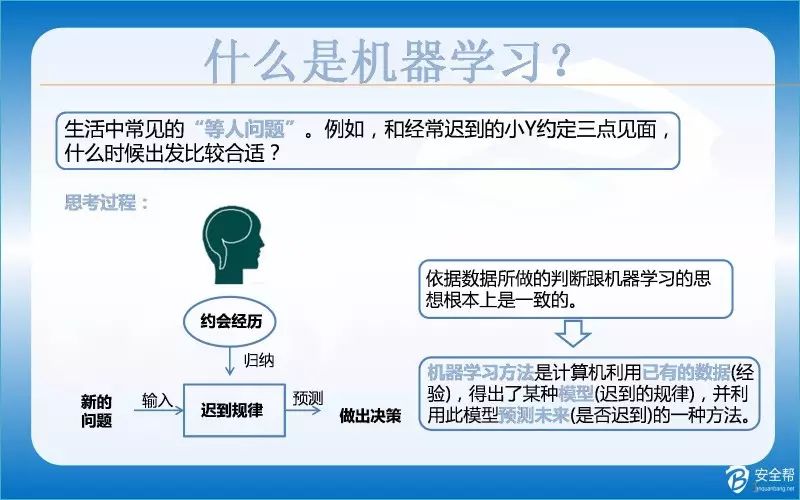 什么是机器学习？
生活中常见的“等人问题”。例如，和经常迟到的小Y约定三点见面，
什么时候出发比较合适？
思考过程：
约会经历
归纳
新的
问题
输入
迟到规律
预测
做出决策
依据数据所做的判断跟机器学习的思
想根本上是一致的。
机器学习方法是计算机利用已有的数据(经
验)，得出了某种模型(迟到的规律)，并利
用此模型预测未来(是否迟到)的一种方法。
安全帮
anquanbang.net